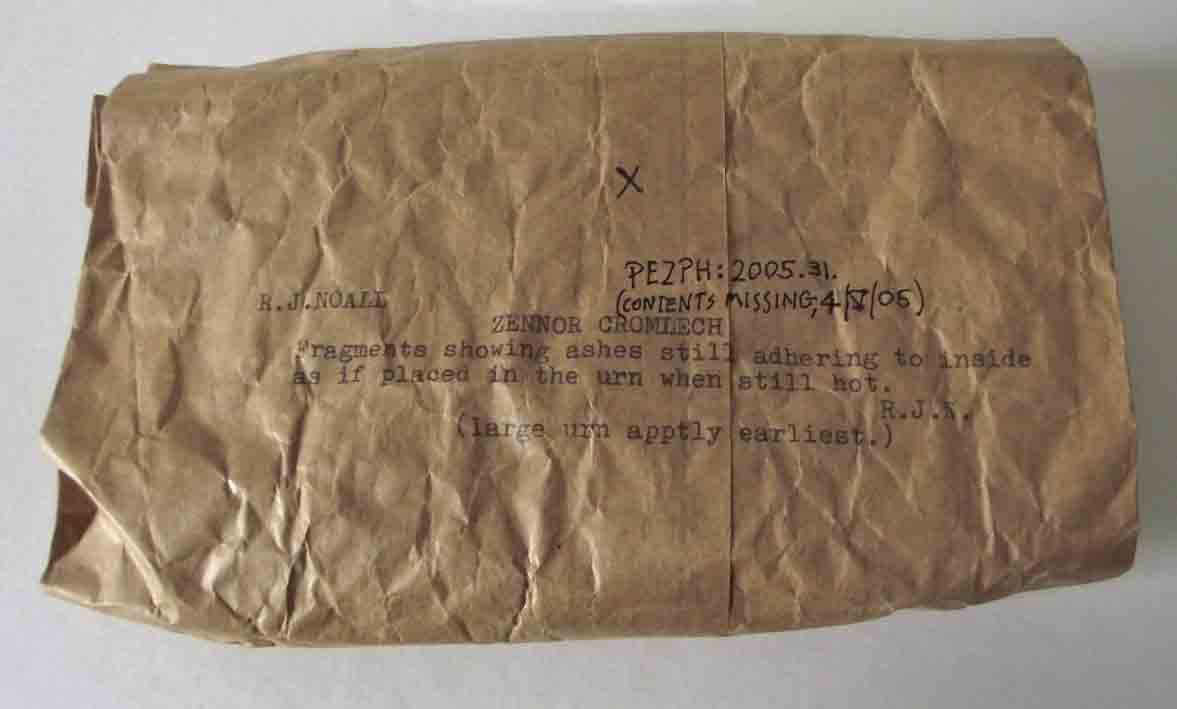 X
PEZPH: 2005.31.
R.J.NOALL (CONTENTS MISSING, 4/V/05)
ZENNOR CROMLECH
Fragments showing ashes still adhering to inside
as if placed in the urn when still hot.
R.J.N.
(large urn apptly earliest.)